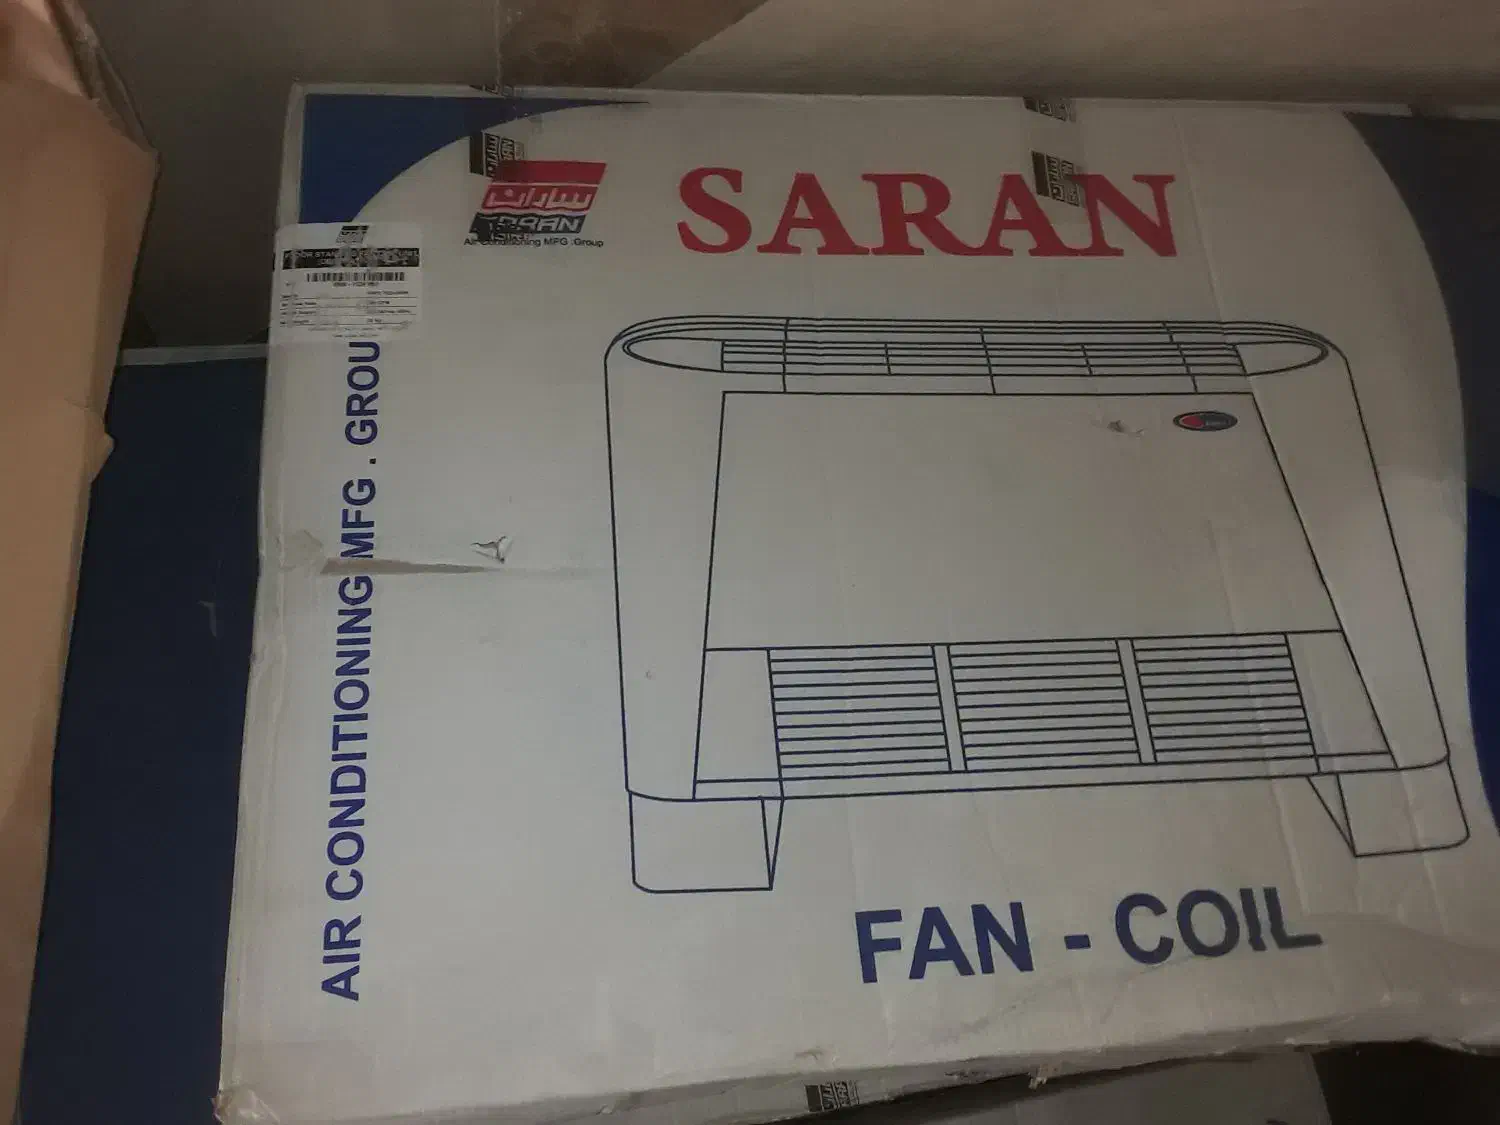 ساران
SARAN
Air Conditioning MFG .Group
SARAN
AIR CONDITIONING MFG . GROU
FAN - COIL